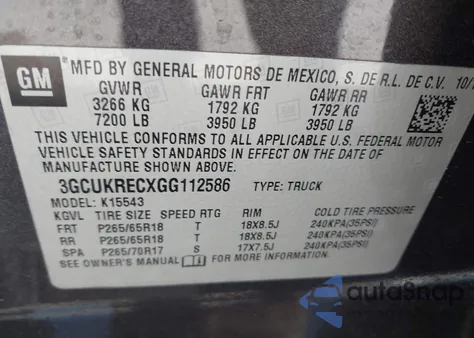 GM
MFD BY GENERAL MOTORS DE MEXICO, S. DE R.L. DE C.V. 10/
GVWR GAWR FRT GAWR RR
3266 KG 1792 KG 1792 KG
7200 LB 3950 LB 3950 LB
THIS VEHICLE CONFORMS TO ALL APPLICABLE U.S. FEDERAL MOTOR
VEHICLE SAFETY STANDARDS IN EFFECT ON THE DATE OF
MANUFACTURE SHOWN ABOVE.
3GCUKRECXGG112586 TYPE: TRUCK
MODEL: K15543
KGVL TIRE SIZE SPEED RTG RIM COLD TIRE PRESSURE
FRT P265/65R18 T 18X8.5J 240KPA(35PSI)
RR P265/65R18 T 18X8.5J 240KPA(35PSI)
SPA P265/70R17 S 17X7.5J 240KPA(35PSI)
SEE OWNER'S MANUAL FOR MORE INFORMATION.
autoSnap